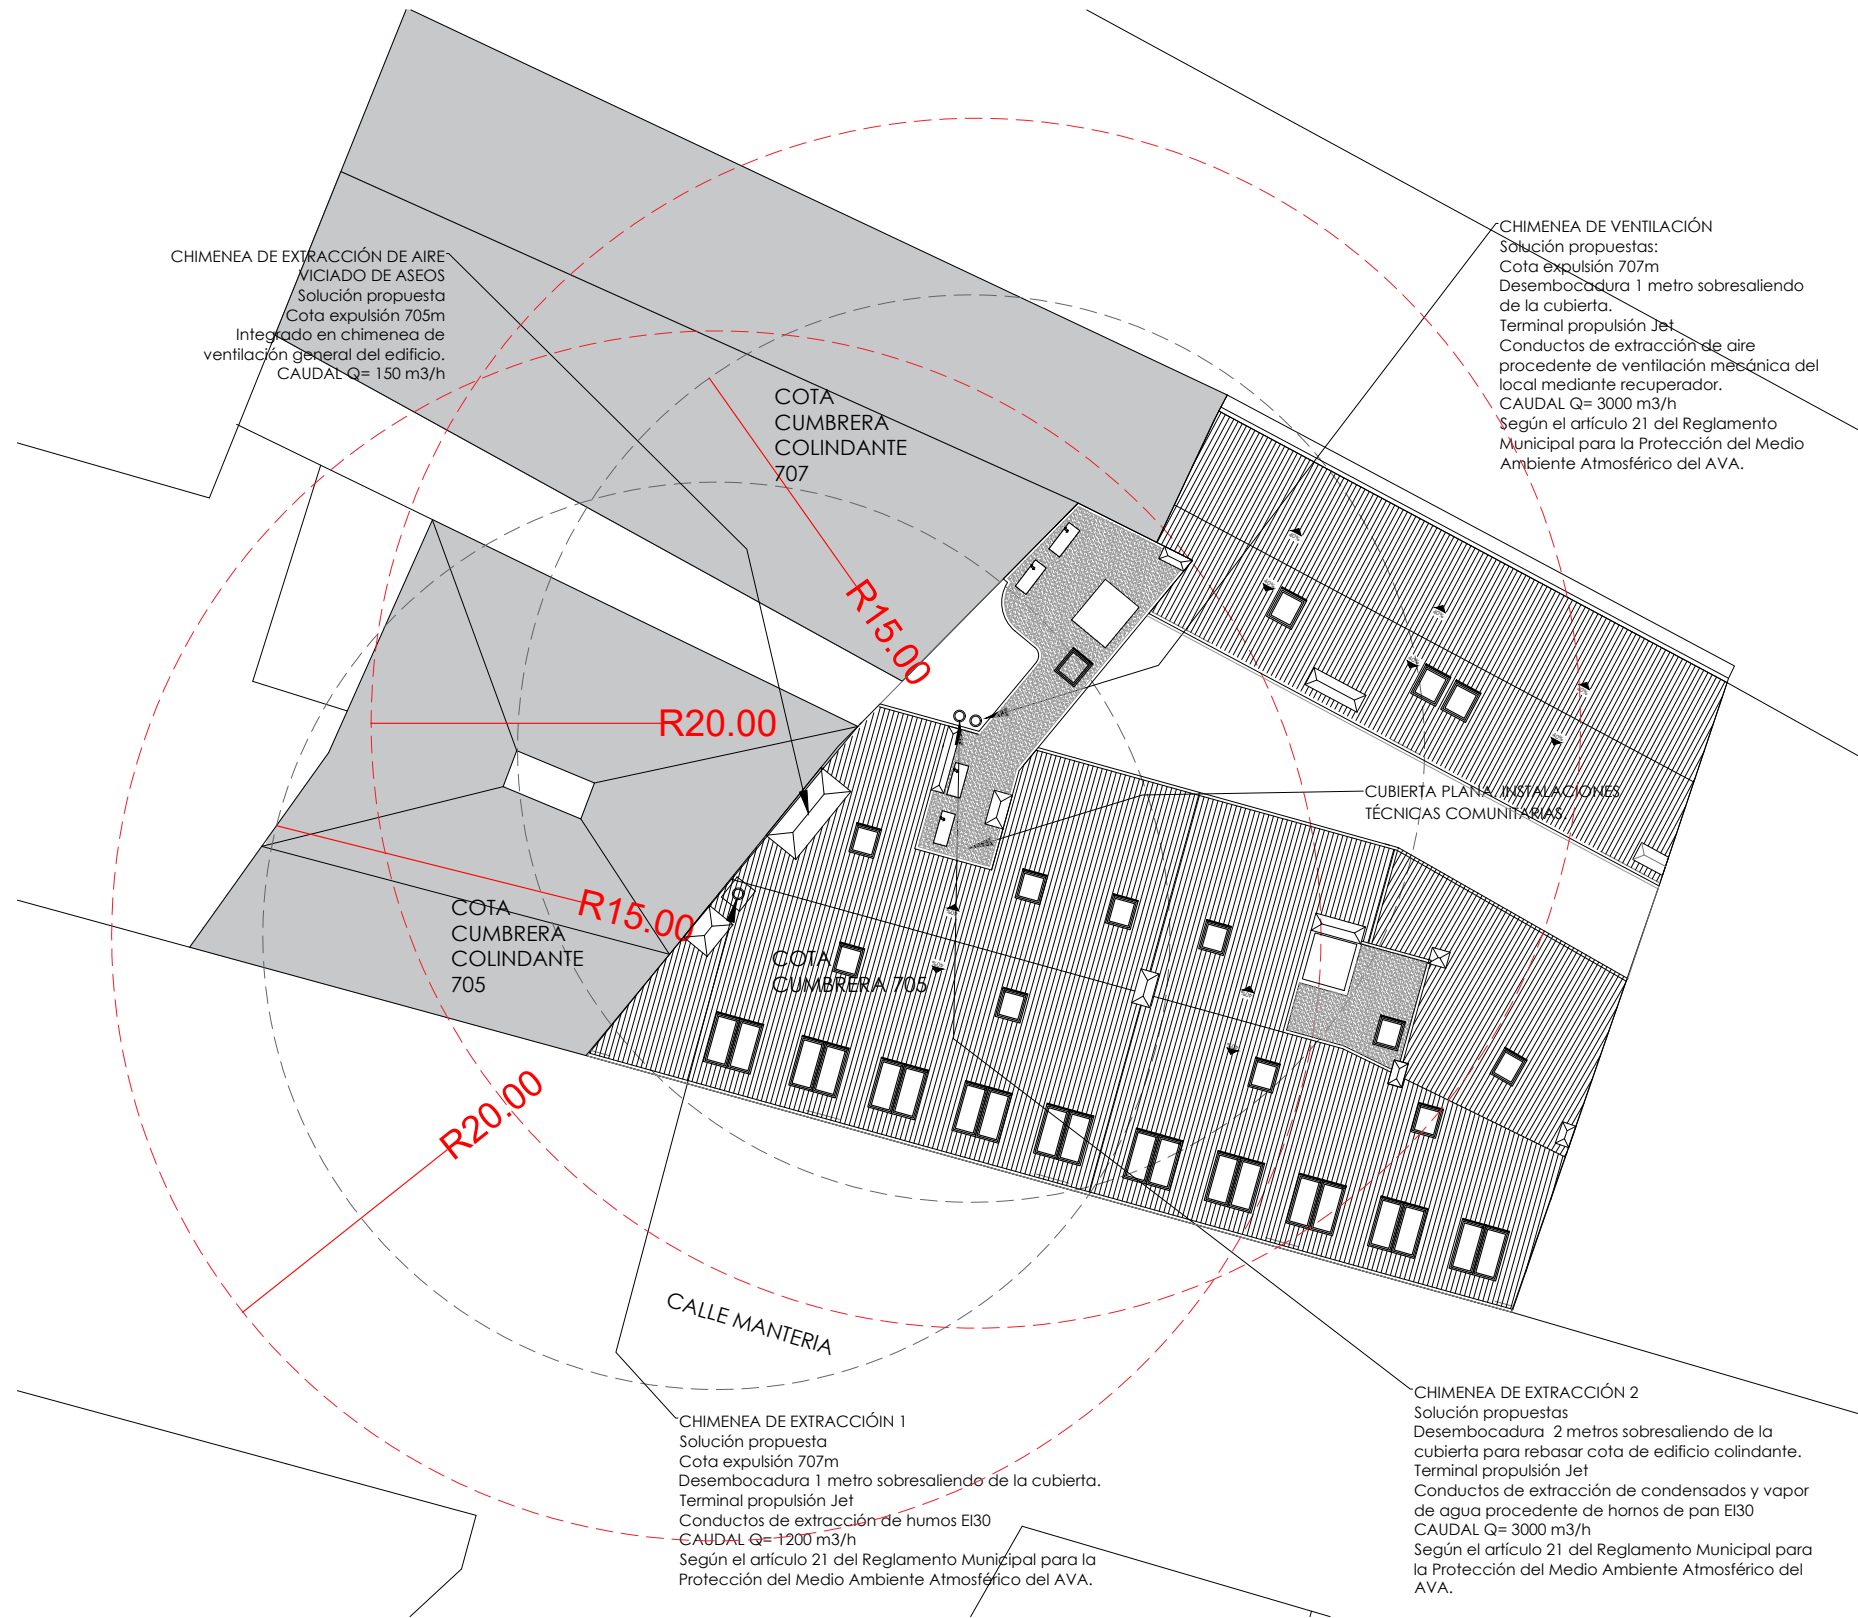 CHIMENEA DE EXTRACCIÓN DE AIRE
VICIADO DE ASEOS
Solución propuesta
Cota expulsión 705m
Integrado en chimenea de
ventilación general del edificio.
CAUDAL Q= 150 m3/h
CHIMENEA DE VENTILACIÓN
Solución propuestas:
Cota expulsión 707m
Desembocadura 1 metro sobresaliendo
de la cubierta.
Terminal propulsión Jet
Conductos de extracción de aire
procedente de ventilación mecánica del
local mediante recuperador.
CAUDAL Q= 3000 m3/h
Según el artículo 21 del Reglamento
Municipal para la Protección del Medio
Ambiente Atmosférico del AVA.
COTA
CUMBRERA
COLINDANTE
707
R15.00
R20.00
CUBIERTA PLANA. INSTALACIONES
TÉCNICAS COMUNITARIAS.
R15.00
COTA
CUMBRERA
COLINDANTE
705
COTA
CUMBRERA 705
R20.00
CALLE MANTERIA
CHIMENEA DE EXTRACCIÓIN 1
Solución propuesta
Cota expulsión 707m
Desembocadura 1 metro sobresaliendo de la cubierta.
Terminal propulsión Jet
Conductos de extracción de humos EI30
CAUDAL Q= 1200 m3/h
Según el artículo 21 del Reglamento Municipal para la
Protección del Medio Ambiente Atmosférico del AVA.
CHIMENEA DE EXTRACCIÓN 2
Solución propuestas
Desembocadura  2 metros sobresaliendo de la
cubierta para rebasar cota de edificio colindante.
Terminal propulsión Jet
Conductos de extracción de condensados y vapor
de agua procedente de hornos de pan EI30
CAUDAL Q= 3000 m3/h
Según el artículo 21 del Reglamento Municipal para
la Protección del Medio Ambiente Atmosférico del
AVA.